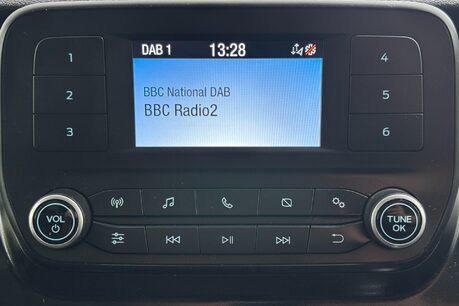 DAB 1 13:28
1 4
BBC National DAB
2 5
BBC Radio2
3 6
VOL
TUNE
OK